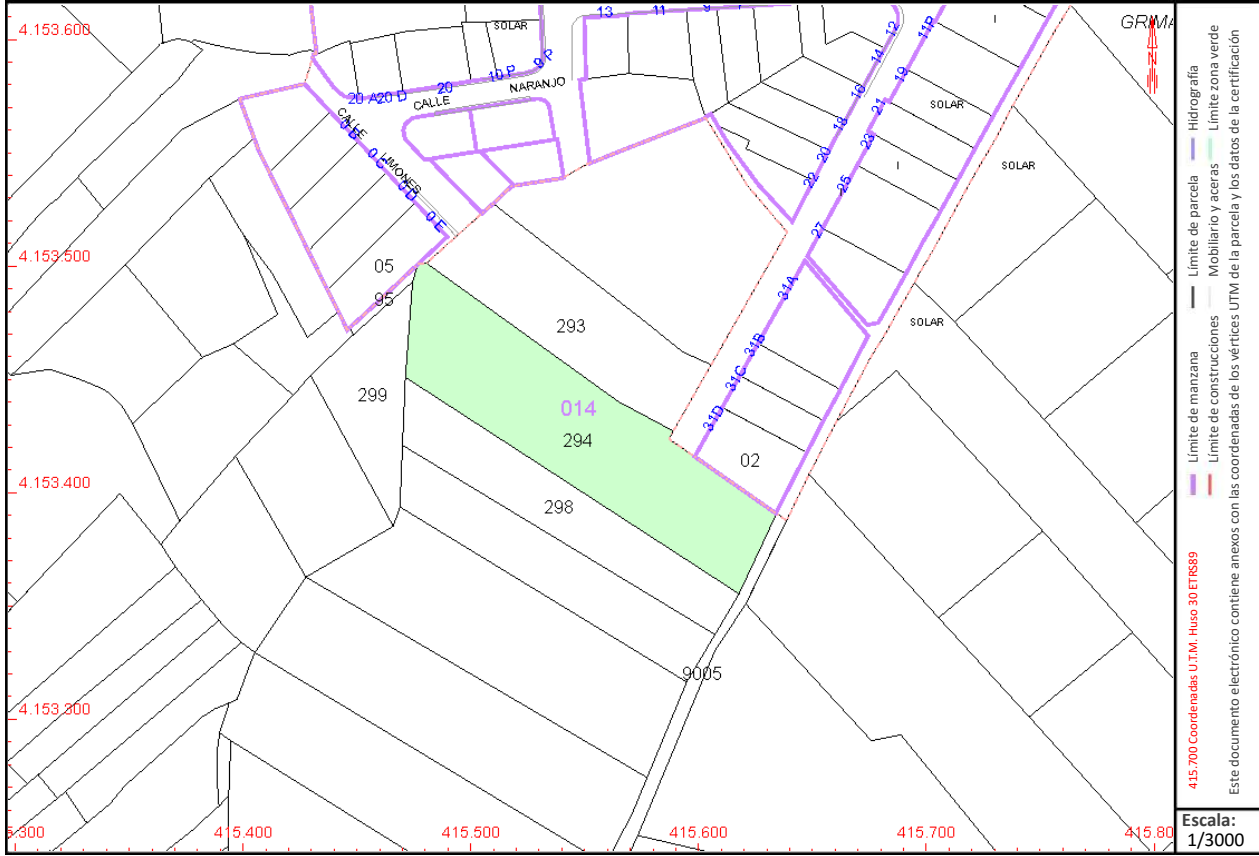 4.153.600
4.153.500
4.153.400
4.153.300
5.300
415.400
415.500
415.600
415.700
415.80
SOLAR
13
11
9
12
14
16
18
20
22
11P
19
21
23
25
27
31A
31B
31C
31D
GRIMA
N
I
SOLAR
I
SOLAR
SOLAR
20 A
20 D
20
10 P
9 P
CALLE
NARANJO
CALLE
LIMONES
0 B
0 C
0 D
0 E
05
95
293
299
014
294
02
298
9005
415.700 Coordenadas U.T.M. Huso 30 ETRS89
Límite de manzana
Límite de parcela
Hidrografía
Límite de construcciones
Mobiliario y aceras
Límite zona verde
Este documento electrónico contiene anexos con las coordenadas de los vértices UTM de la parcela y los datos de la certificación
Escala:
1/3000